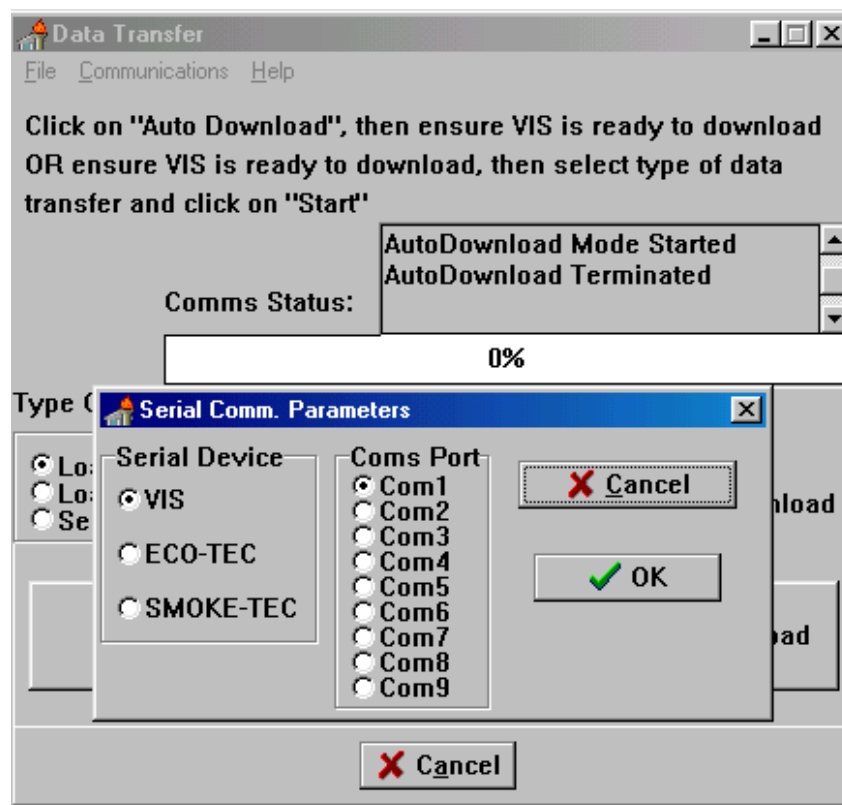 Data Transfer
File Communications Help
Click on "Auto Download", then ensure VIS is ready to download
OR ensure VIS is ready to download, then select type of data
transfer and click on "Start"
AutoDownload Mode Started
AutoDownload Terminated
Comms Status:
0%
Type
Serial Comm. Parameters
Serial Device
VIS
ECO-TEC
SMOKE-TEC
Coms Port
Com1
Com2
Com3
Com4
Com5
Com6
Com7
Com8
Com9
Cancel
OK
Cancel